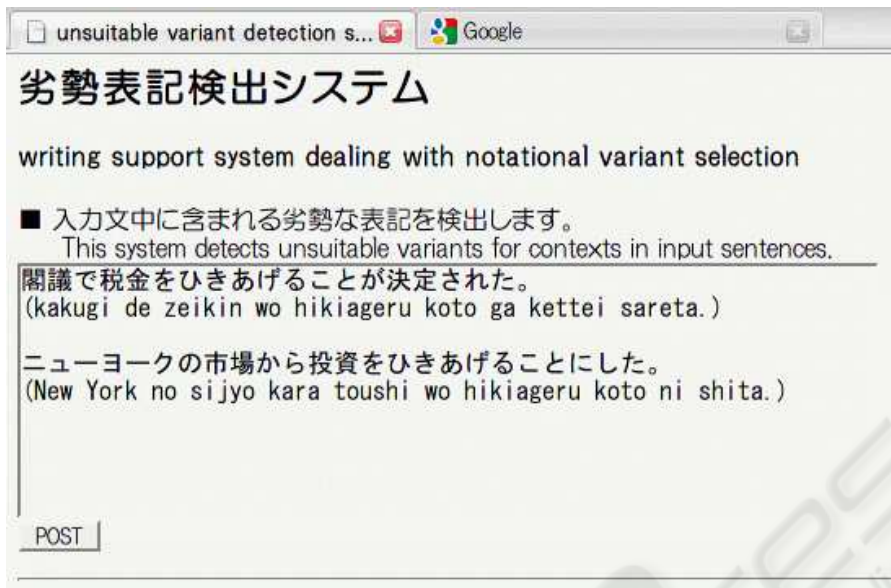 unsuitable variant detection s...
Google
劣勢表記検出システム
writing support system dealing with notational variant selection
■ 入力文中に含まれる劣勢な表記を検出します。
This system detects unsuitable variants for contexts in input sentences.
閣議で税金をひきあげることが決定された。
(kakugi de zeikin wo hikiageru koto ga kettei sareta.)
ニューヨークの市場から投資をひきあげることにした。
(New York no sijyo kara toushi wo hikiageru koto ni shita.)
POST